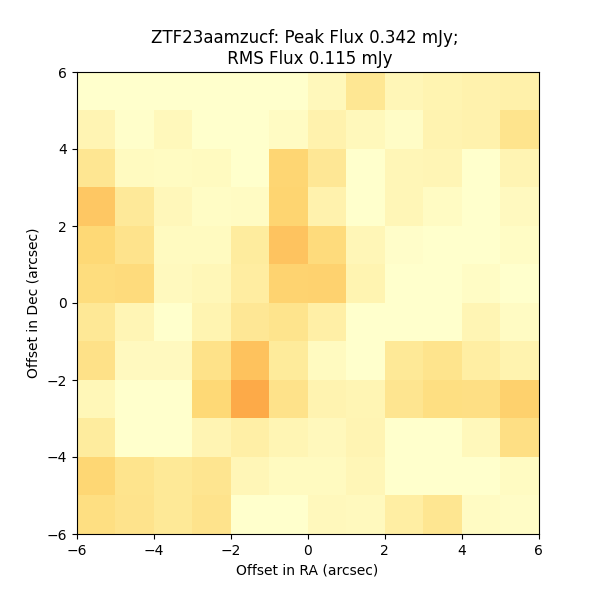 ZTF23aamzucf: Peak Flux 0.342 mJy;
RMS Flux 0.115 mJy
6
4
2
0
−2
−4
−6
Offset in Dec (arcsec)
−6 −4 −2 0 2 4 6
Offset in RA (arcsec)